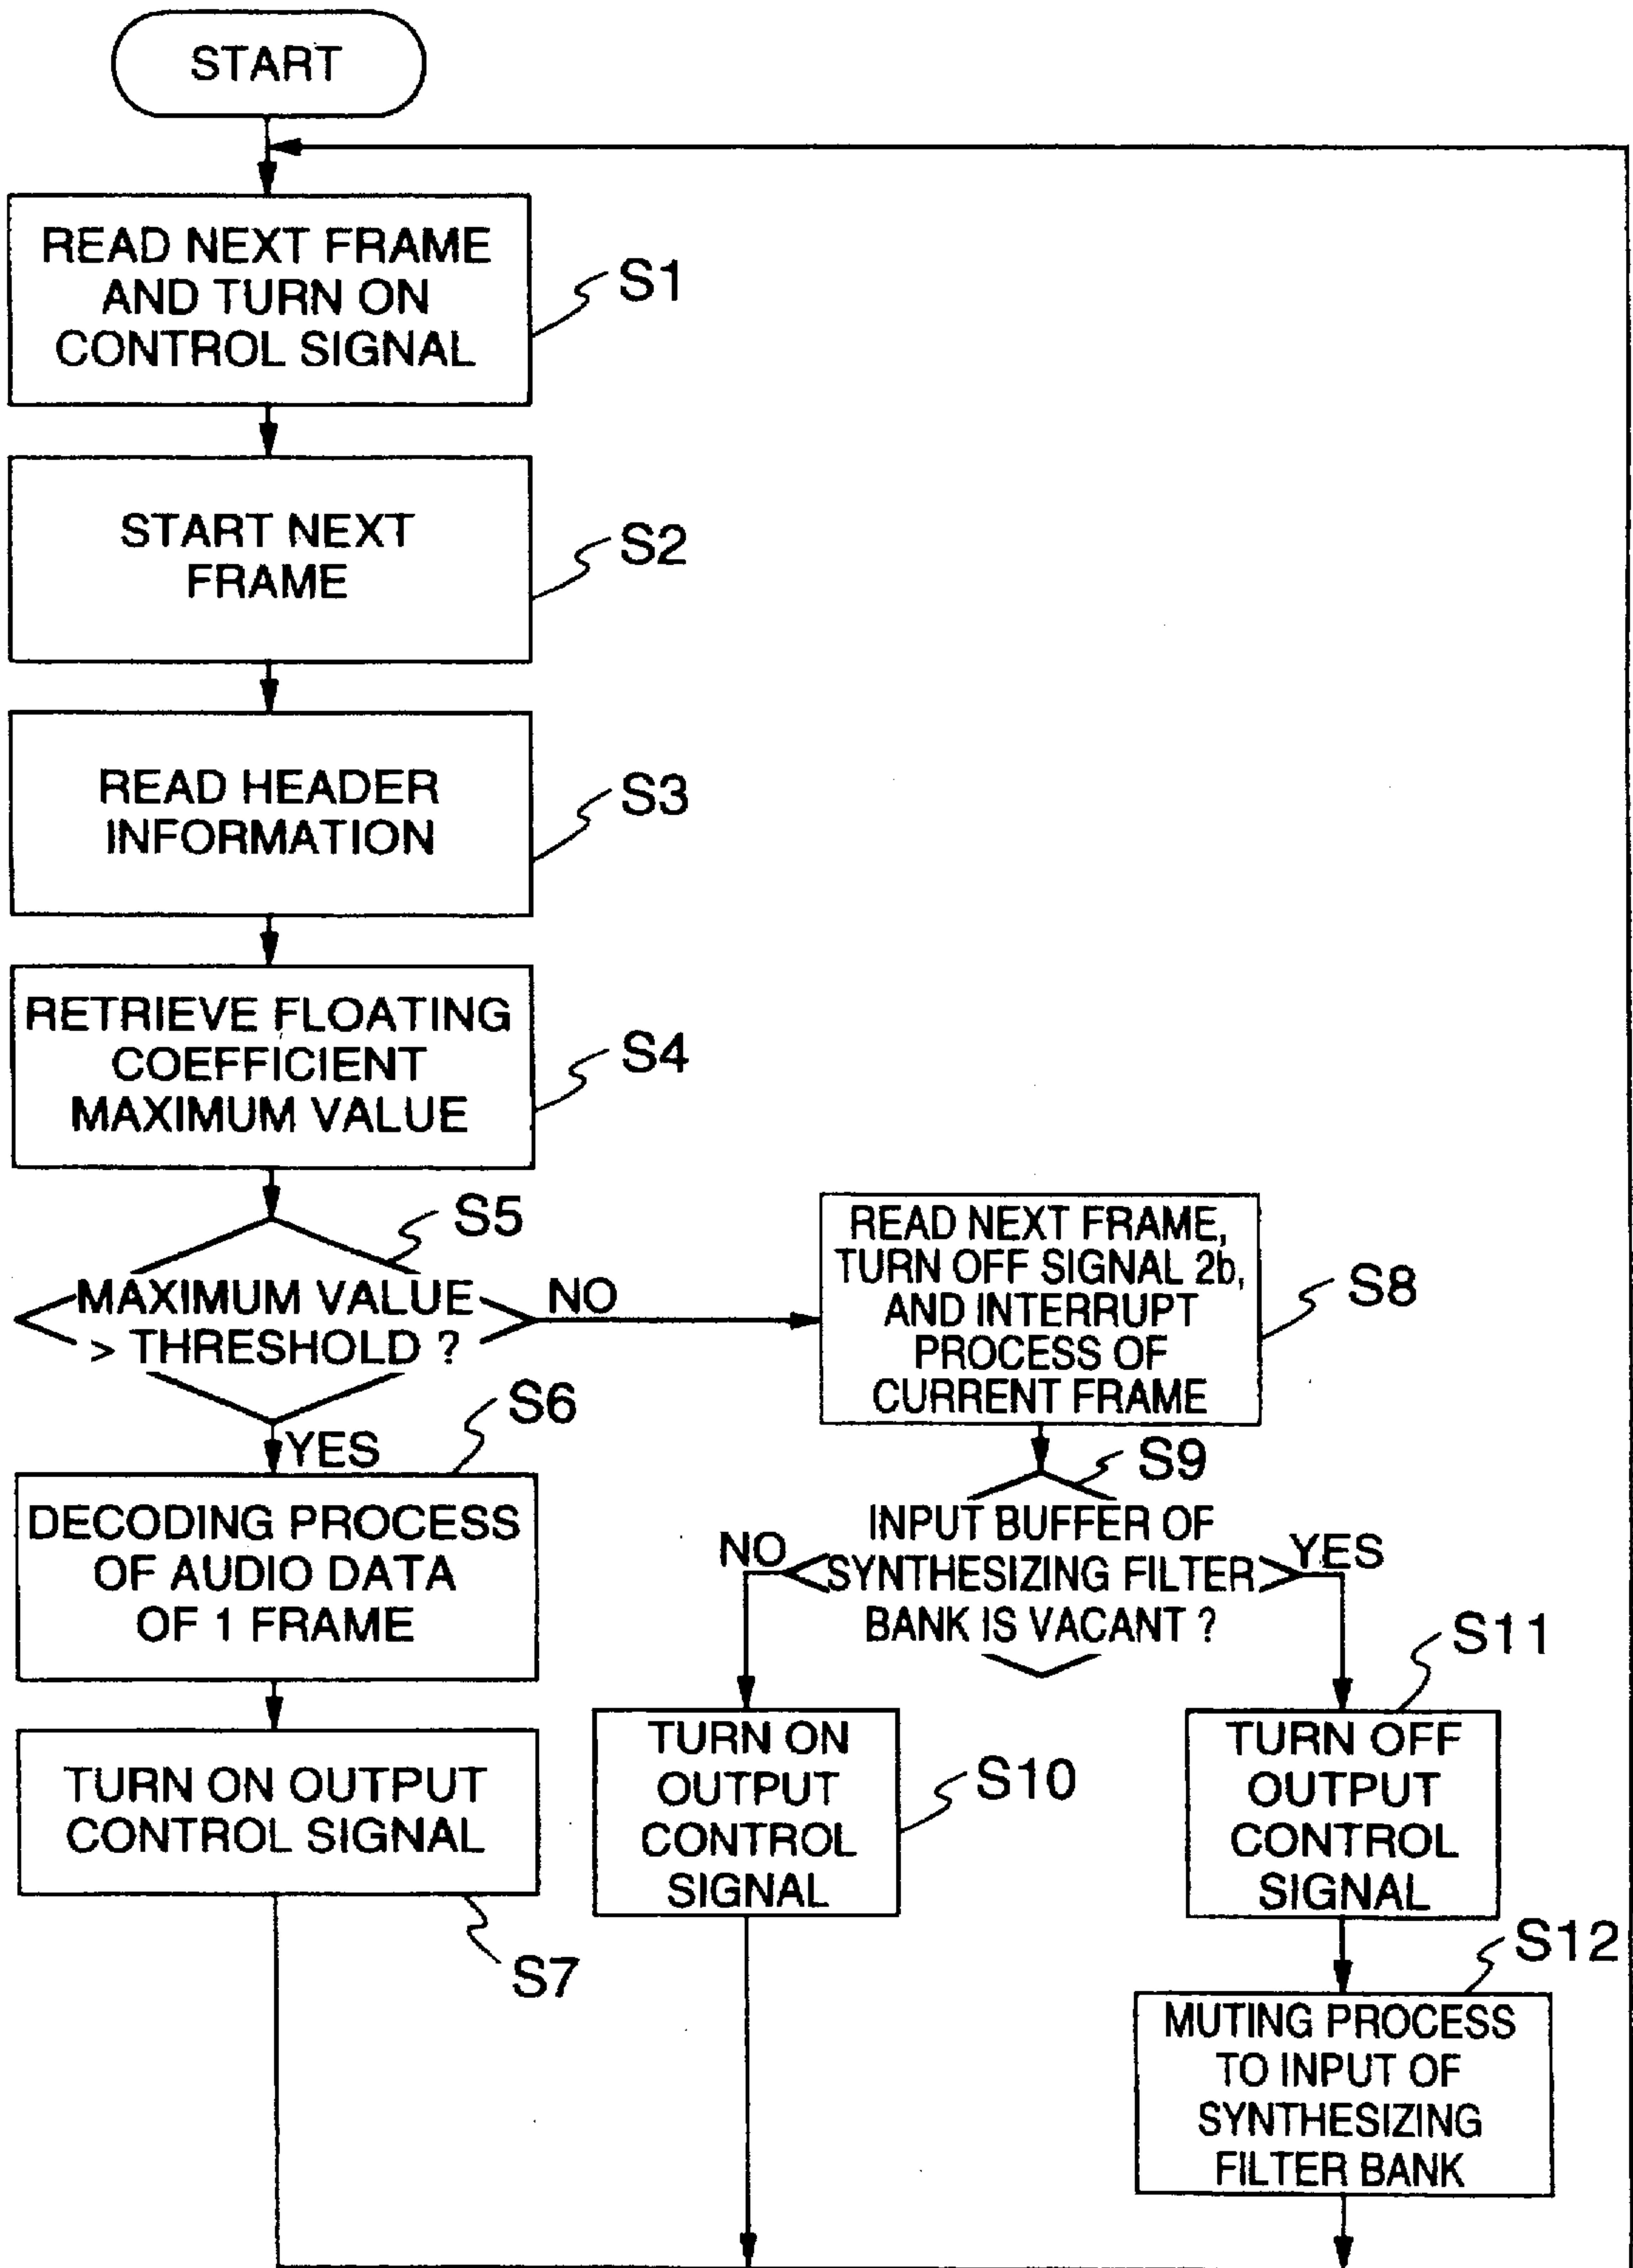 START
READ NEXT FRAME
AND TURN ON
CONTROL SIGNAL
S1
START NEXT
FRAME
S2
READ HEADER
INFORMATION
S3
RETRIEVE FLOATING
COEFFICIENT
MAXIMUM VALUE
S4
S5
MAXIMUM VALUE
> THRESHOLD ?
NO
YES
S6
DECODING PROCESS
OF AUDIO DATA
OF 1 FRAME
TURN ON OUTPUT
CONTROL SIGNAL
S7
READ NEXT FRAME,
TURN OFF SIGNAL 2b,
AND INTERRUPT
PROCESS OF
CURRENT FRAME
S8
S9
INPUT BUFFER OF
SYNTHESIZING FILTER
BANK IS VACANT ?
NO
YES
TURN ON
OUTPUT
CONTROL
SIGNAL
S10
S11
TURN OFF
OUTPUT
CONTROL
SIGNAL
S12
MUTING PROCESS
TO INPUT OF
SYNTHESIZING
FILTER BANK